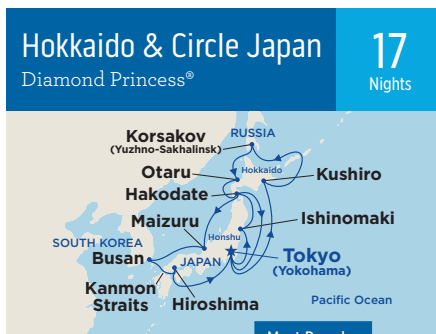 Hokkaido & Circle Japan
Diamond Princess®
17
Nights
Korsakov
(Yuzhno-Sakhalinsk)
RUSSIA
Otaru
Hokkaido
Kushiro
Hakodate
Maizuru
Ishinomaki
Honshu
SOUTH KOREA
Busan
JAPAN
Tokyo
(Yokohama)
Kanmon
Straits
Hiroshima
Pacific Ocean